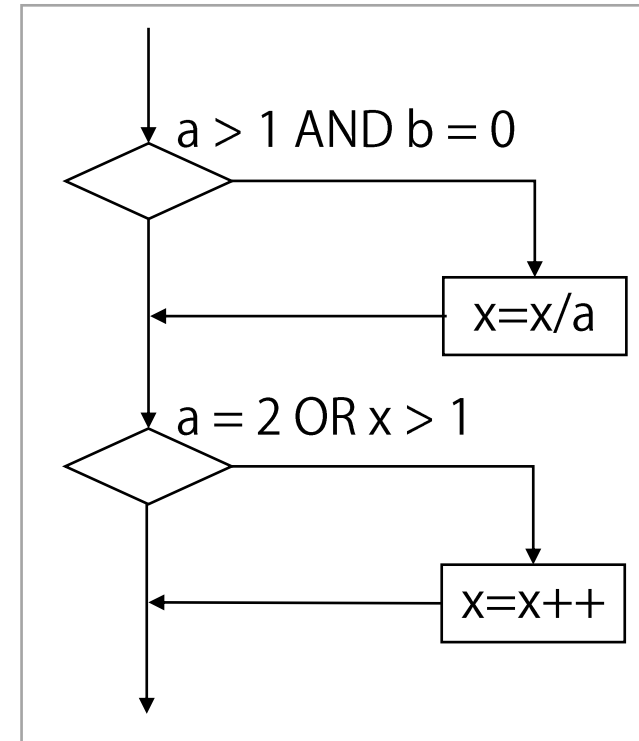 a > 1 AND b = 0
x=x/a
a = 2 OR x > 1
x=x++